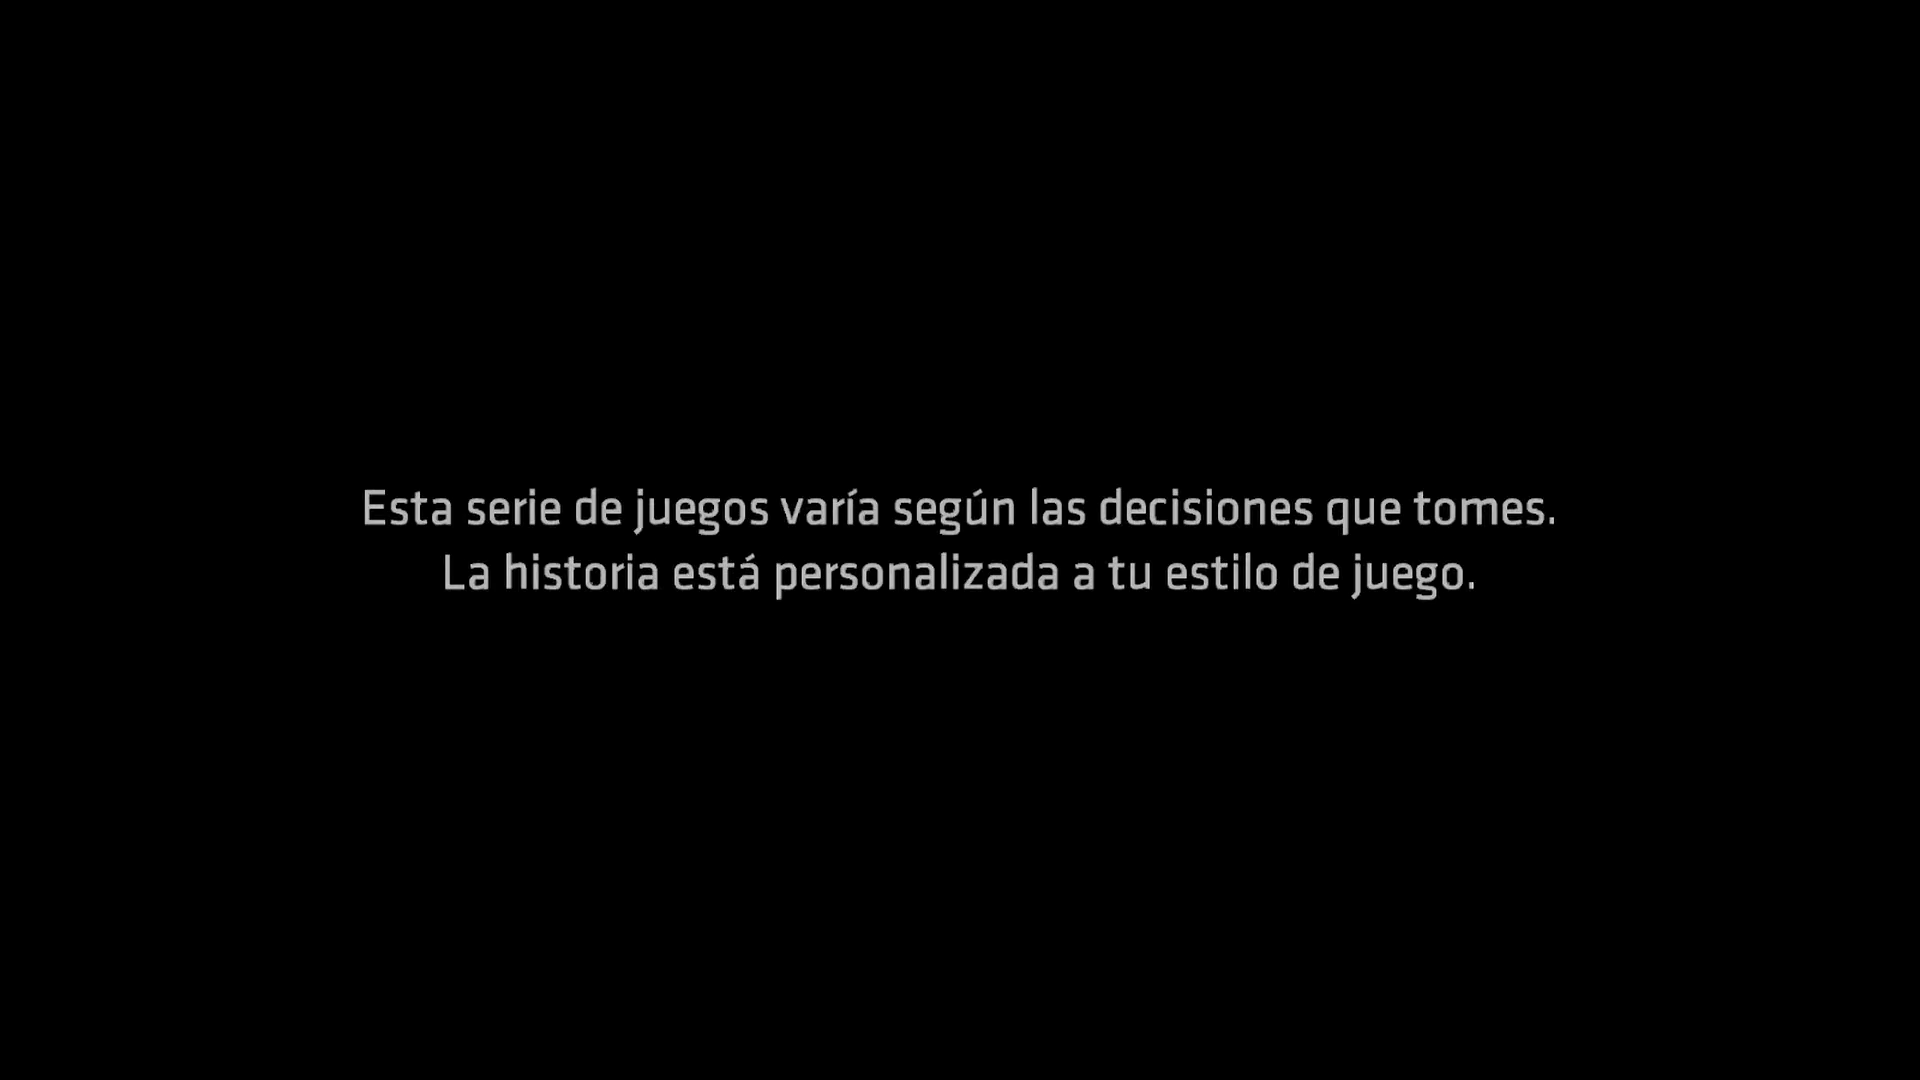 Esta serie de juegos varía según las decisiones que tomes.
La historia está personalizada a tu estilo de juego.